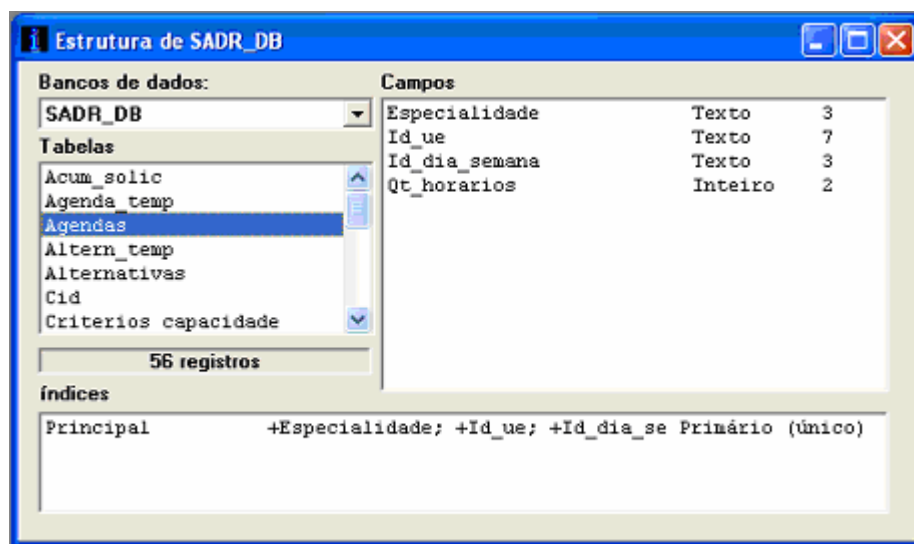 Estrutura de SADR_DB
Bancos de dados:
SADR_DB
Tabelas
Acum_solic
Agenda_temp
Agendas
Altern_temp
Alternativas
Cid
Criterios capacidade
56 registros
Campos
Especialidade Texto 3
Id_ue Texto 7
Id_dia_semana Texto 3
Qt_horarios Inteiro 2
índices
Principal +Especialidade; +Id_ue; +Id_dia_se Primário (único)